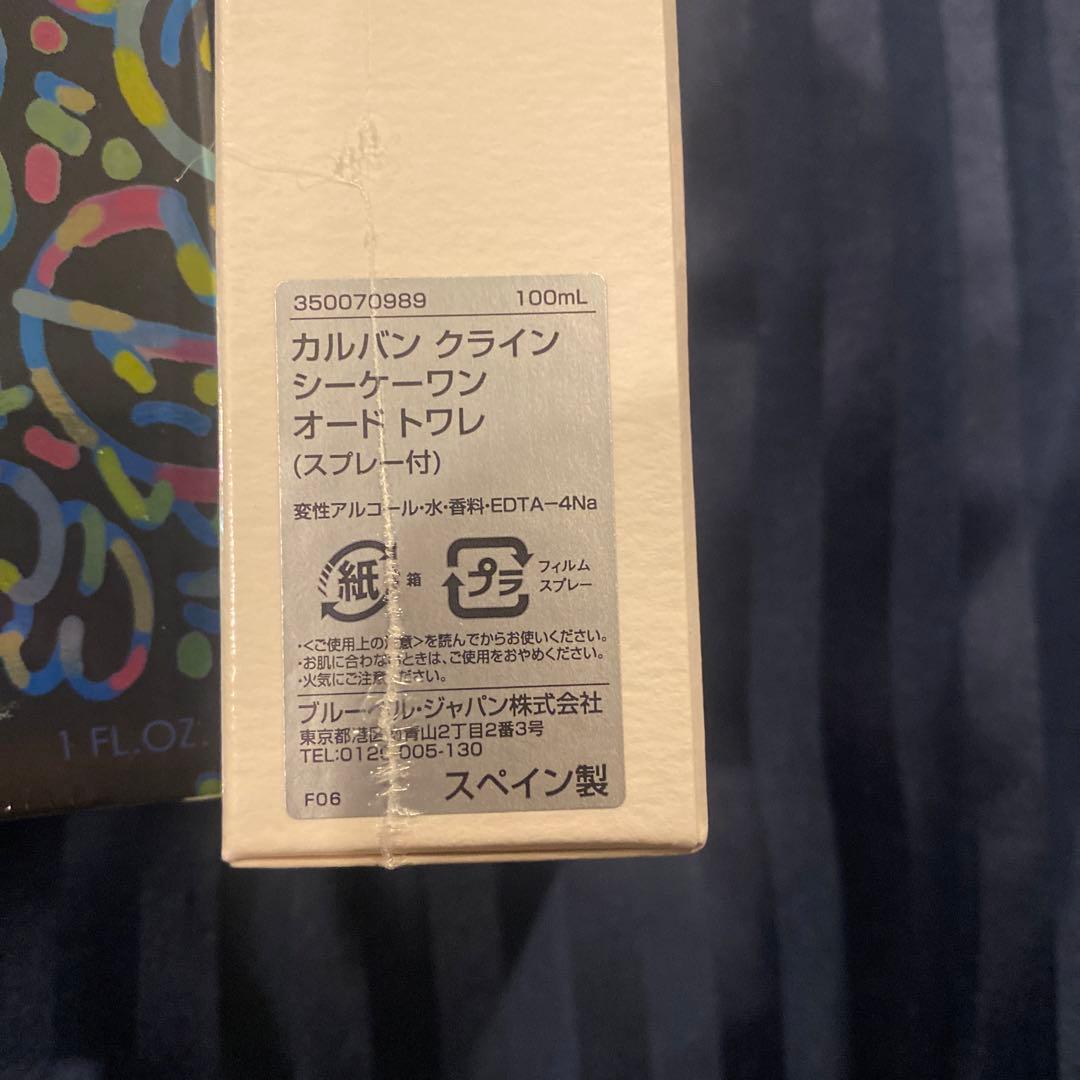 350070989 100mL
カルバン クライン
シーケーワン
オード トワレ
(スプレー付)
変性アルコール・水・香料・EDTA-4Na
紙 箱
プラ フィルム
スプレー
・<ご使用上の注意>を読んでからお使いください。
・お肌に合わないときは、ご使用をおやめください。
・火気にご注意ください。
ブルーベル・ジャパン株式会社
東京都港区南青山2丁目2番3号
TEL:0120-005-130
F06 スペイン製
1 FL.OZ.